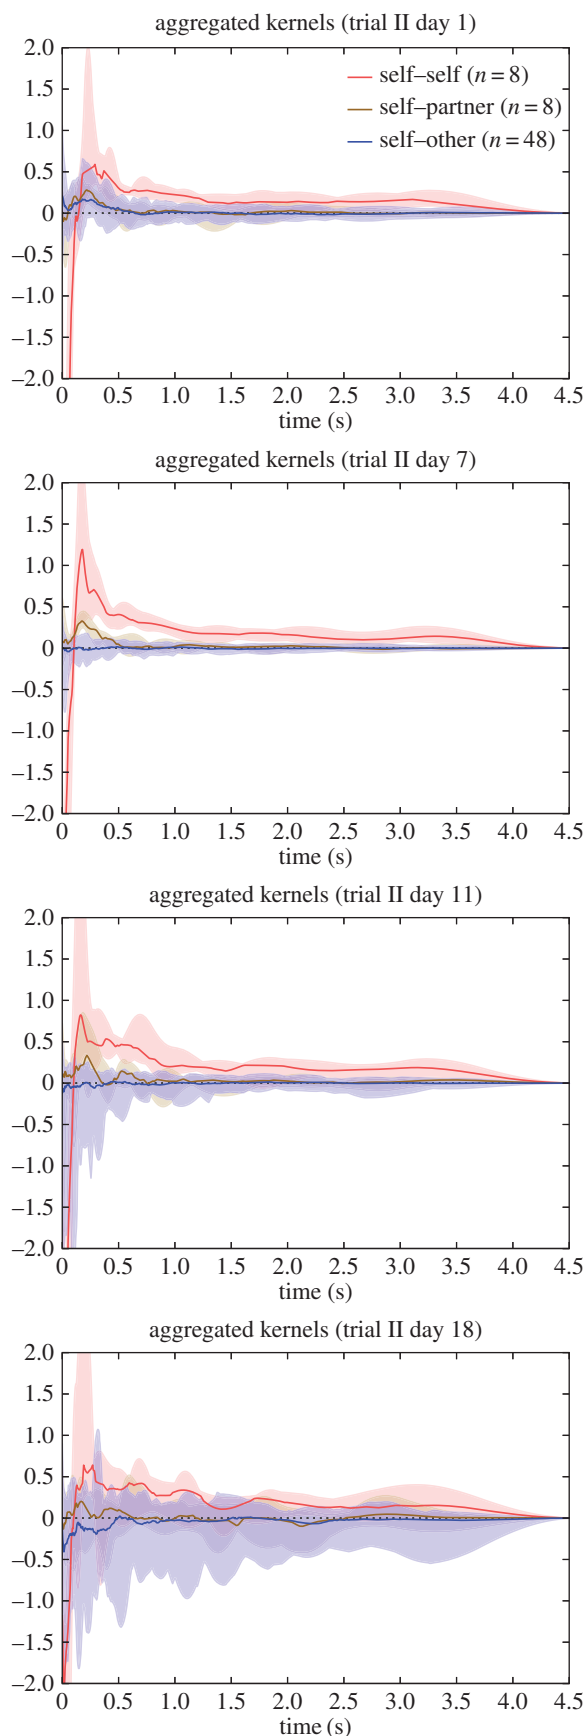 aggregated kernels (trial II day 1)
2.0
1.5
1.0
0.5
0
−0.5
−1.0
−1.5
−2.0
self–self (n = 8)
self–partner (n = 8)
self–other (n = 48)
0 0.5 1.0 1.5 2.0 2.5 3.0 3.5 4.0 4.5
time (s)
aggregated kernels (trial II day 7)
2.0
1.5
1.0
0.5
0
−0.5
−1.0
−1.5
−2.0
0 0.5 1.0 1.5 2.0 2.5 3.0 3.5 4.0 4.5
time (s)
aggregated kernels (trial II day 11)
2.0
1.5
1.0
0.5
0
−0.5
−1.0
−1.5
−2.0
0 0.5 1.0 1.5 2.0 2.5 3.0 3.5 4.0 4.5
time (s)
aggregated kernels (trial II day 18)
2.0
1.5
1.0
0.5
0
−0.5
−1.0
−1.5
−2.0
0 0.5 1.0 1.5 2.0 2.5 3.0 3.5 4.0 4.5
time (s)